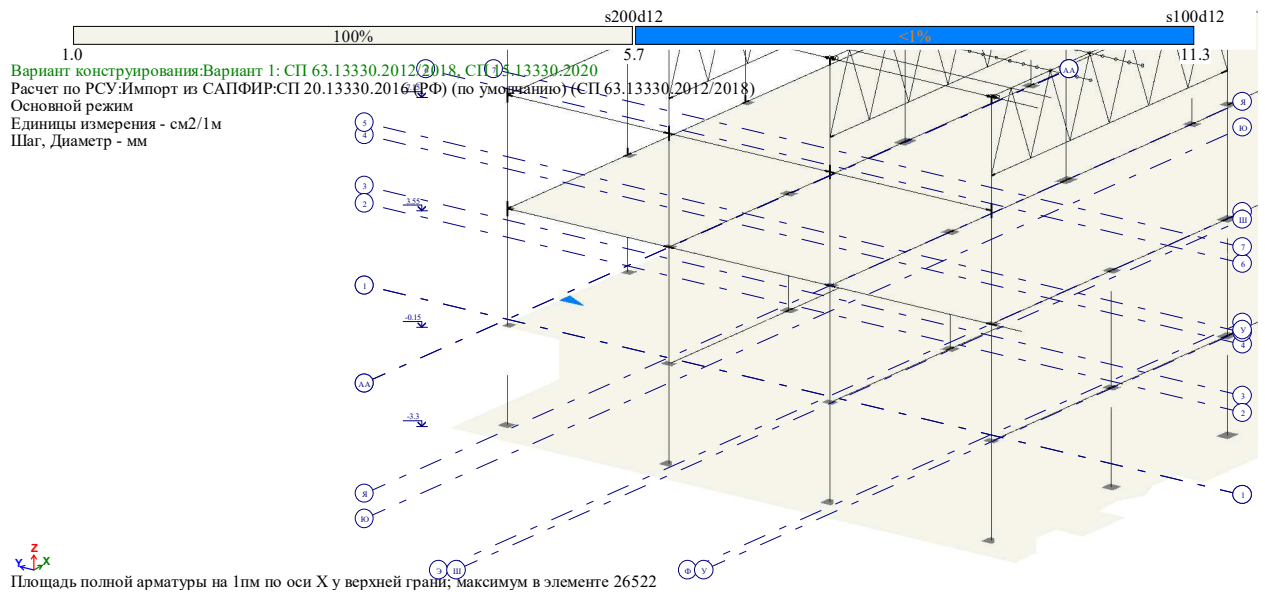 s200d12 s100d12
100% <1%
1.0 5.7 11.3
Вариант конструирования:Вариант 1: СП 63.13330.2012/2018, СП 15.13330.2020
Расчет по РСУ:Импорт из САПФИР:СП 20.13330.2016 (РФ) (по умолчанию) (СП 63.13330.2012/2018)
Основной режим
Единицы измерения - см2/1м
Шаг, Диаметр - мм
АА
Я
5
Ю
4
3
2
3.55
Ш
7
6
1
-0.15
У
4
АА
3
2
-3.3
Я
1
Ю
Z
Y X
Э Ш Ф У
Площадь полной арматуры на 1пм по оси X у верхней грани; максимум в элементе 26522